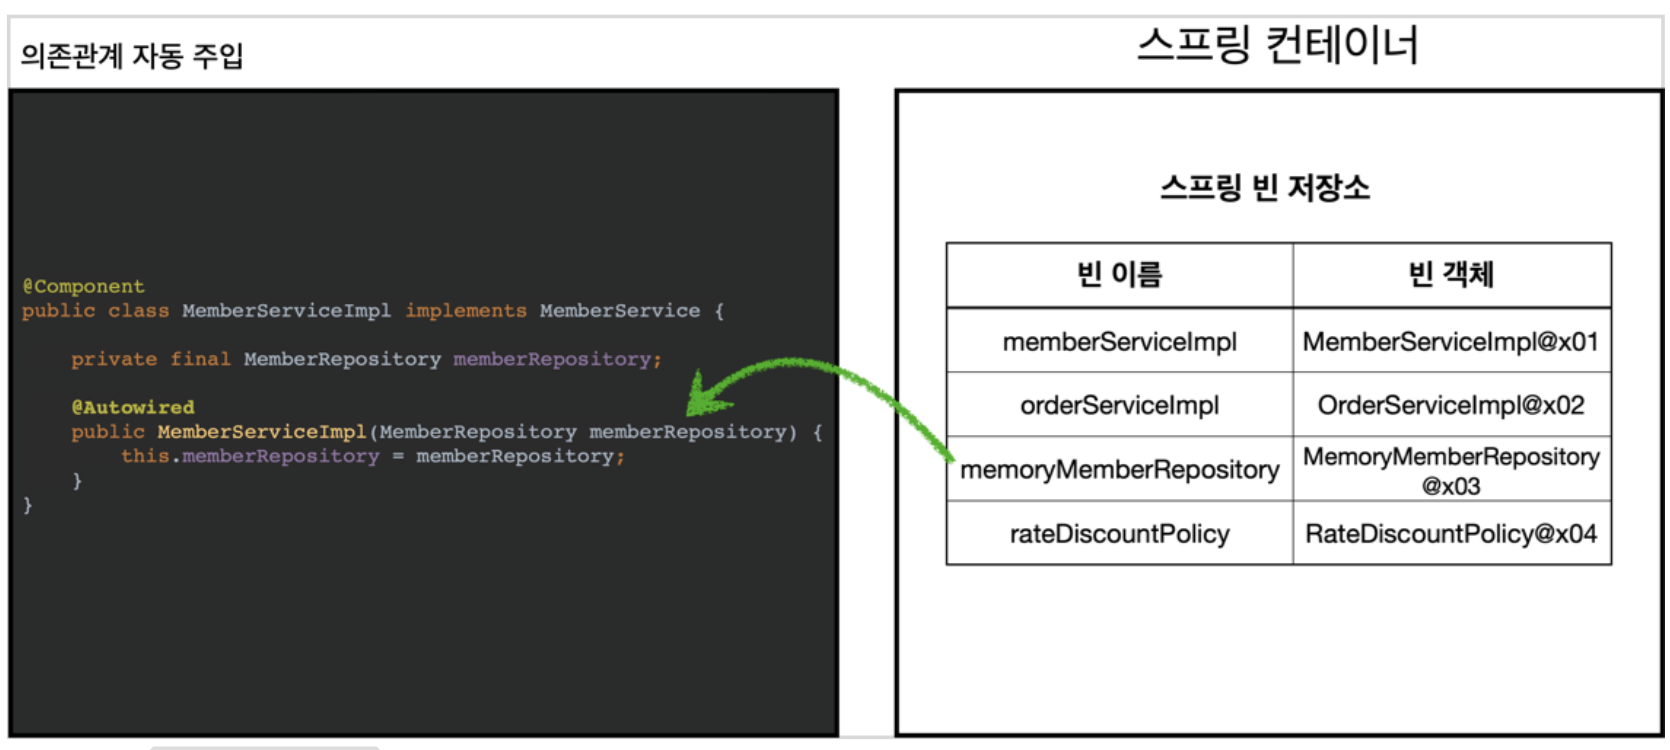 의존관계 자동 주입
스프링 컨테이너
@Component
public class MemberServiceImpl implements MemberService {
private final MemberRepository memberRepository;
@Autowired
public MemberServiceImpl(MemberRepository memberRepository) {
this.memberRepository = memberRepository;
}
}
스프링 빈 저장소
빈 이름 빈 객체
memberServiceImpl MemberServiceImpl@x01
orderServiceImpl OrderServiceImpl@x02
memoryMemberRepository MemoryMemberRepository
@x03
rateDiscountPolicy RateDiscountPolicy@x04